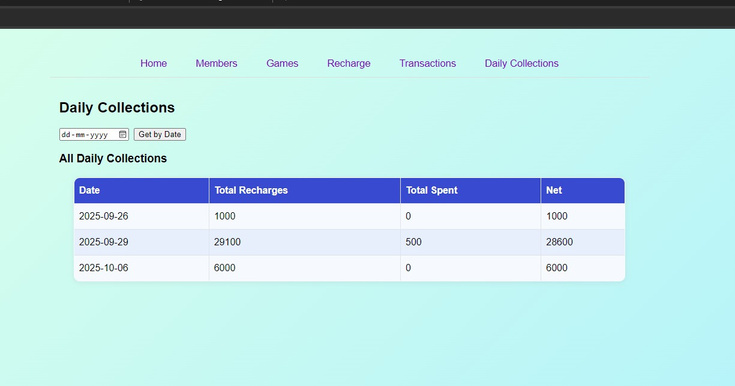 Home Members Games Recharge Transactions Daily Collections
Daily Collections
dd-mm-yyyy Get by Date
All Daily Collections
Date Total Recharges Total Spent Net
2025-09-26 1000 0 1000
2025-09-29 29100 500 28600
2025-10-06 6000 0 6000